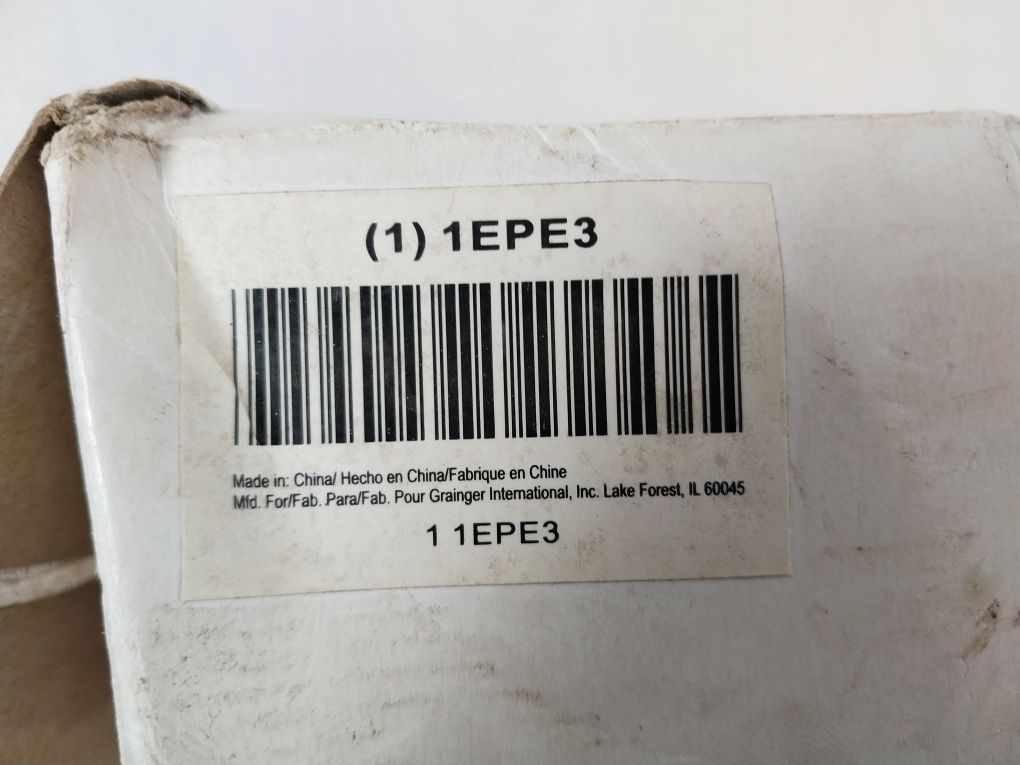 (1) 1EPE3
Made in: China/ Hecho en China/Fabrique en Chine
Mfd. For/Fab. Para/Fab. Pour Grainger International, Inc. Lake Forest, IL 60045
1 1EPE3